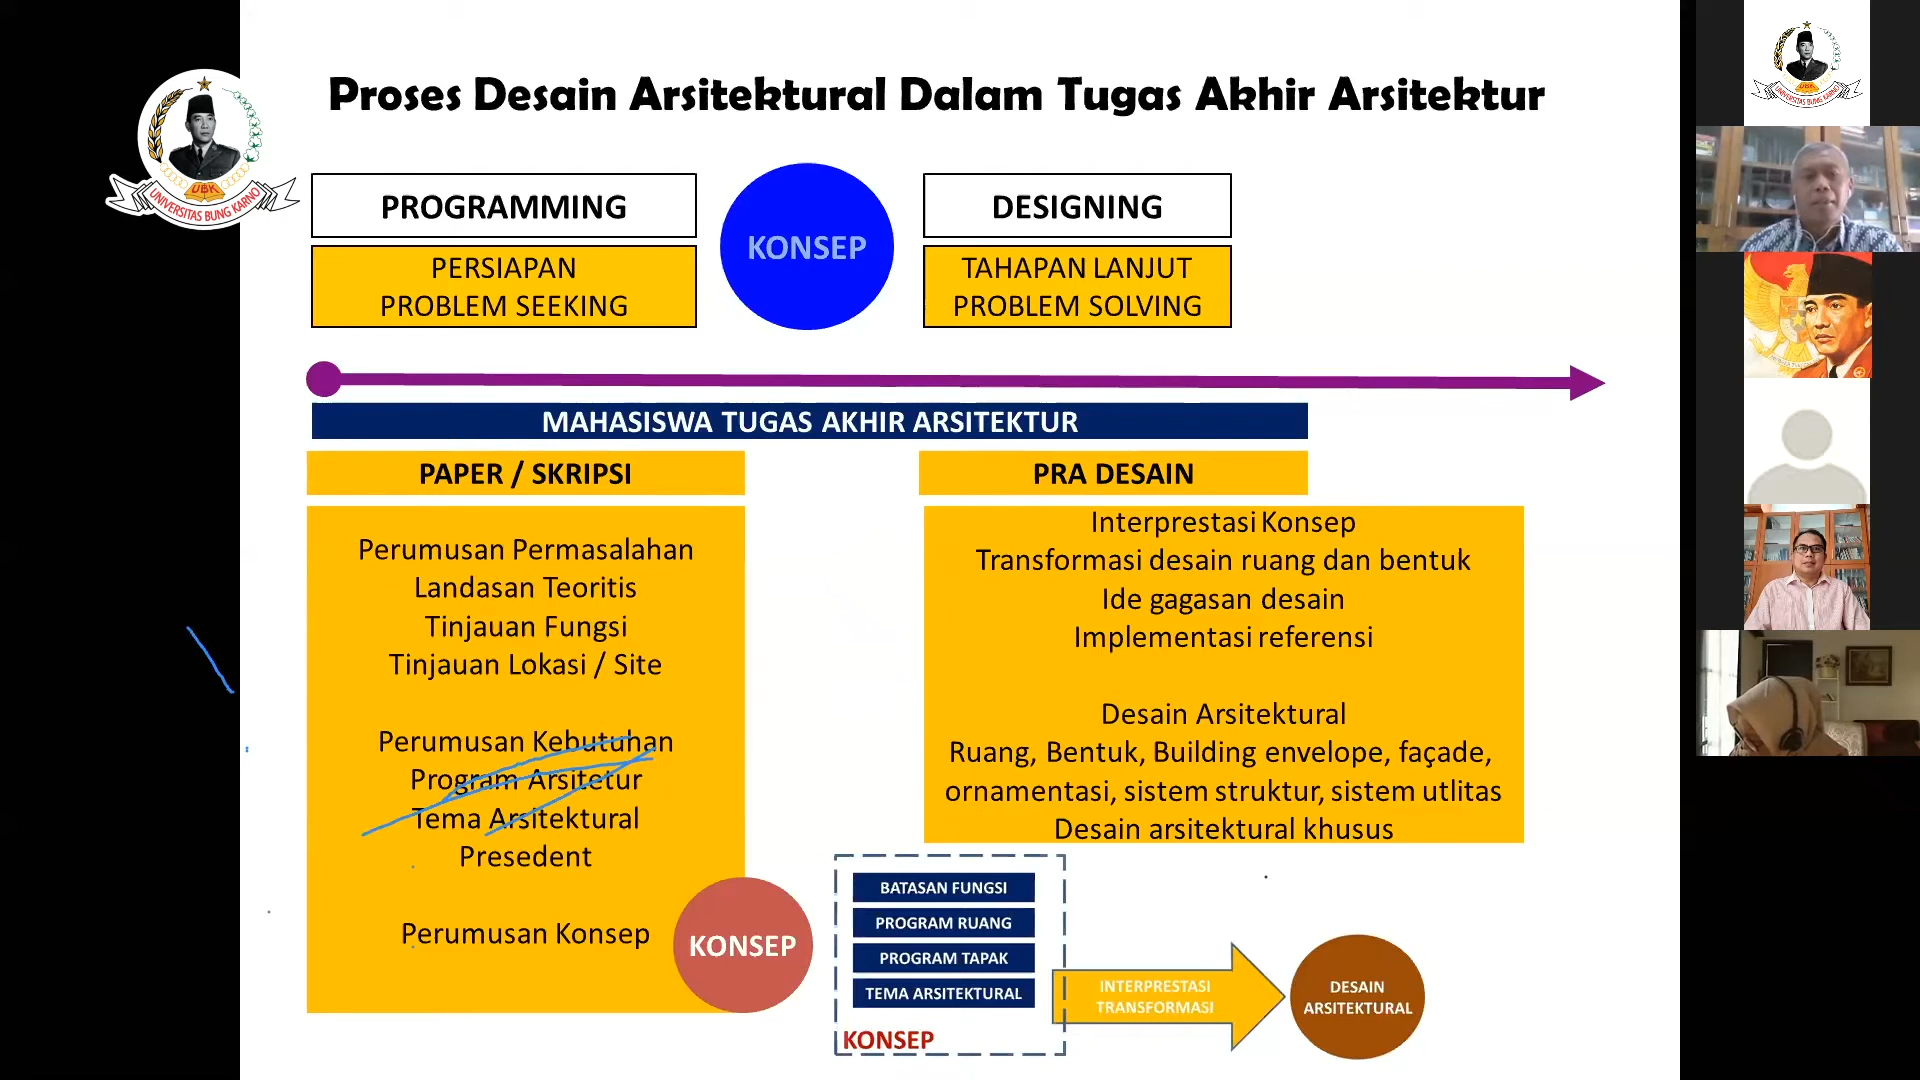 Proses Desain Arsitektural Dalam Tugas Akhir Arsitektur
UBK
UNIVERSITAS BUNG KARNO
PROGRAMMING
PERSIAPAN
PROBLEM SEEKING
KONSEP
DESIGNING
TAHAPAN LANJUT
PROBLEM SOLVING
MAHASISWA TUGAS AKHIR ARSITEKTUR
PAPER / SKRIPSI
Perumusan Permasalahan
Landasan Teoritis
Tinjauan Fungsi
Tinjauan Lokasi / Site
Perumusan Kebutuhan
Program Arsitetur
Tema Arsitektural
Presedent
Perumusan Konsep
KONSEP
PRA DESAIN
Interprestasi Konsep
Transformasi desain ruang dan bentuk
Ide gagasan desain
Implementasi referensi
Desain Arsitektural
Ruang, Bentuk, Building envelope, façade,
ornamentasi, sistem struktur, sistem utlitas
Desain arsitektural khusus
BATASAN FUNGSI
PROGRAM RUANG
PROGRAM TAPAK
TEMA ARSITEKTURAL
KONSEP
INTERPRESTASI
TRANSFORMASI
DESAIN
ARSITEKTURAL
UBK
UNIVERSITAS BUNG KARNO